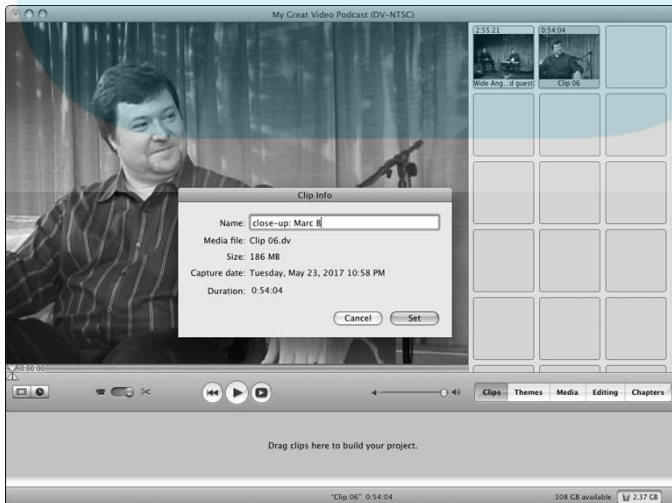 My Great Video Podcast (DV-NTSC)
2:55:21
0:54:04
Wide Ang...d guest
Clip 06
Clip Info
Name: close-up: Marc B
Media file: Clip 06.dv
Size: 186 MB
Capture date: Tuesday, May 23, 2017 10:58 PM
Duration: 0:54:04
Cancel
Set
0:00:00
Clips
Themes
Media
Editing
Chapters
Drag clips here to build your project.
"Clip 06" 0:54:04
108 GB available
2.37 GB